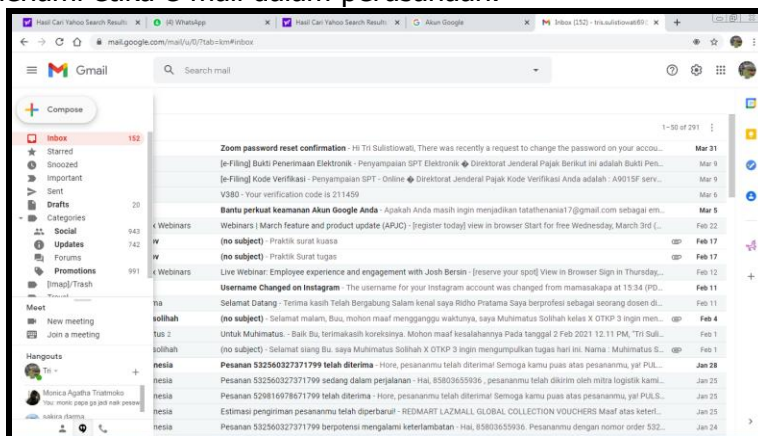 Hasil Cari Yahoo Search Results
(4) WhatsApp
Hasil Cari Yahoo Search Results
Akun Google
Inbox (152) - tris.sulistiowati69
mail.google.com/mail/u/0/?tab=km#inbox
Gmail
Search mail
Compose
1–50 of 291
Inbox 152
Starred
Snoozed
Important
Sent
Drafts 20
Categories
Social 943
Updates 742
Forums
Promotions 991
[Imap]/Trash
Meet
New meeting
Join a meeting
Hangouts
Tri
Monica Agatha Triatmoko
You: monic papa ga jadi naik pesaw
sakira darma
Zoom password reset confirmation - Hi Tri Sulistiowati, There was recently a request to change the password on your accou... Mar 31
[e-Filing] Bukti Penerimaan Elektronik - Penyampaian SPT Elektronik � Direktorat Jenderal Pajak Berikut ini adalah Bukti Pen... Mar 9
[e-Filing] Kode Verifikasi - Penyampaian SPT - Online � Direktorat Jenderal Pajak Kode Verifikasi Anda adalah : A9015F serv... Mar 9
V380 - Your verification code is 211459 Mar 6
Bantu perkuat keamanan Akun Google Anda - Apakah Anda masih ingin menjadikan tatathenania17@gmail.com sebagai em... Mar 5
x Webinars Webinars | March feature and product update (APJC) - [register today] view in browser Start for free Wednesday, March 3rd (... Feb 22
(no subject) - Praktik surat kuasa Feb 17
(no subject) - Praktik Surat tugas Feb 17
x Webinars Live Webinar: Employee experience and engagement with Josh Bersin - [reserve your spot] View in Browser Sign in Thursday,... Feb 12
Username Changed on Instagram - The username for your Instagram account was changed from mamasakapa at 15:34 (PD... Feb 11
ma Selamat Datang - Terima kasih Telah Bergabung Salam kenal saya Ridho Pratama Saya berprofesi sebagai seorang dosen di... Feb 11
solihah (no subject) - Selamat malam, Buu, mohon maaf mengganggu waktunya, saya Muhimatus Solihah kelas X OTKP 3 ingin men... Feb 4
tus 2 Untuk Muhimatus. - Baik Bu, terimakasih koreksinya. Mohon maaf kesalahannya Pada tanggal 2 Feb 2021 12.11 PM, "Tri Suli... Feb 1
solihah (no subject) - Selamat siang Bu. saya Muhimatus Solihah X OTKP 3 ingin mengumpulkan tugas hari ini. Nama : Muhimatus S... Feb 1
nesia Pesanan 532560327371799 telah diterima - Hore, pesananmu telah diterima! Semoga kamu puas atas pesananmu, ya! PUL... Jan 28
nesia Pesanan 532560327371799 sedang dalam perjalanan - Hai, 85803655936 , pesananmu telah dikirim oleh mitra logistik kami... Jan 25
nesia Pesanan 529816978671799 telah diterima - Hore, pesananmu telah diterima! Semoga kamu puas atas pesananmu, ya! PULS... Jan 25
nesia Estimasi pengiriman pesananmu telah diperbarui! - REDMART LAZMALL GLOBAL COLLECTION VOUCHERS Maaf atas keterl... Jan 25
nesia Pesanan 532560327371799 berpotensi mengalami keterlambatan - Hai, 85803655936. Pesananmu dengan nomor order 532... Jan 24